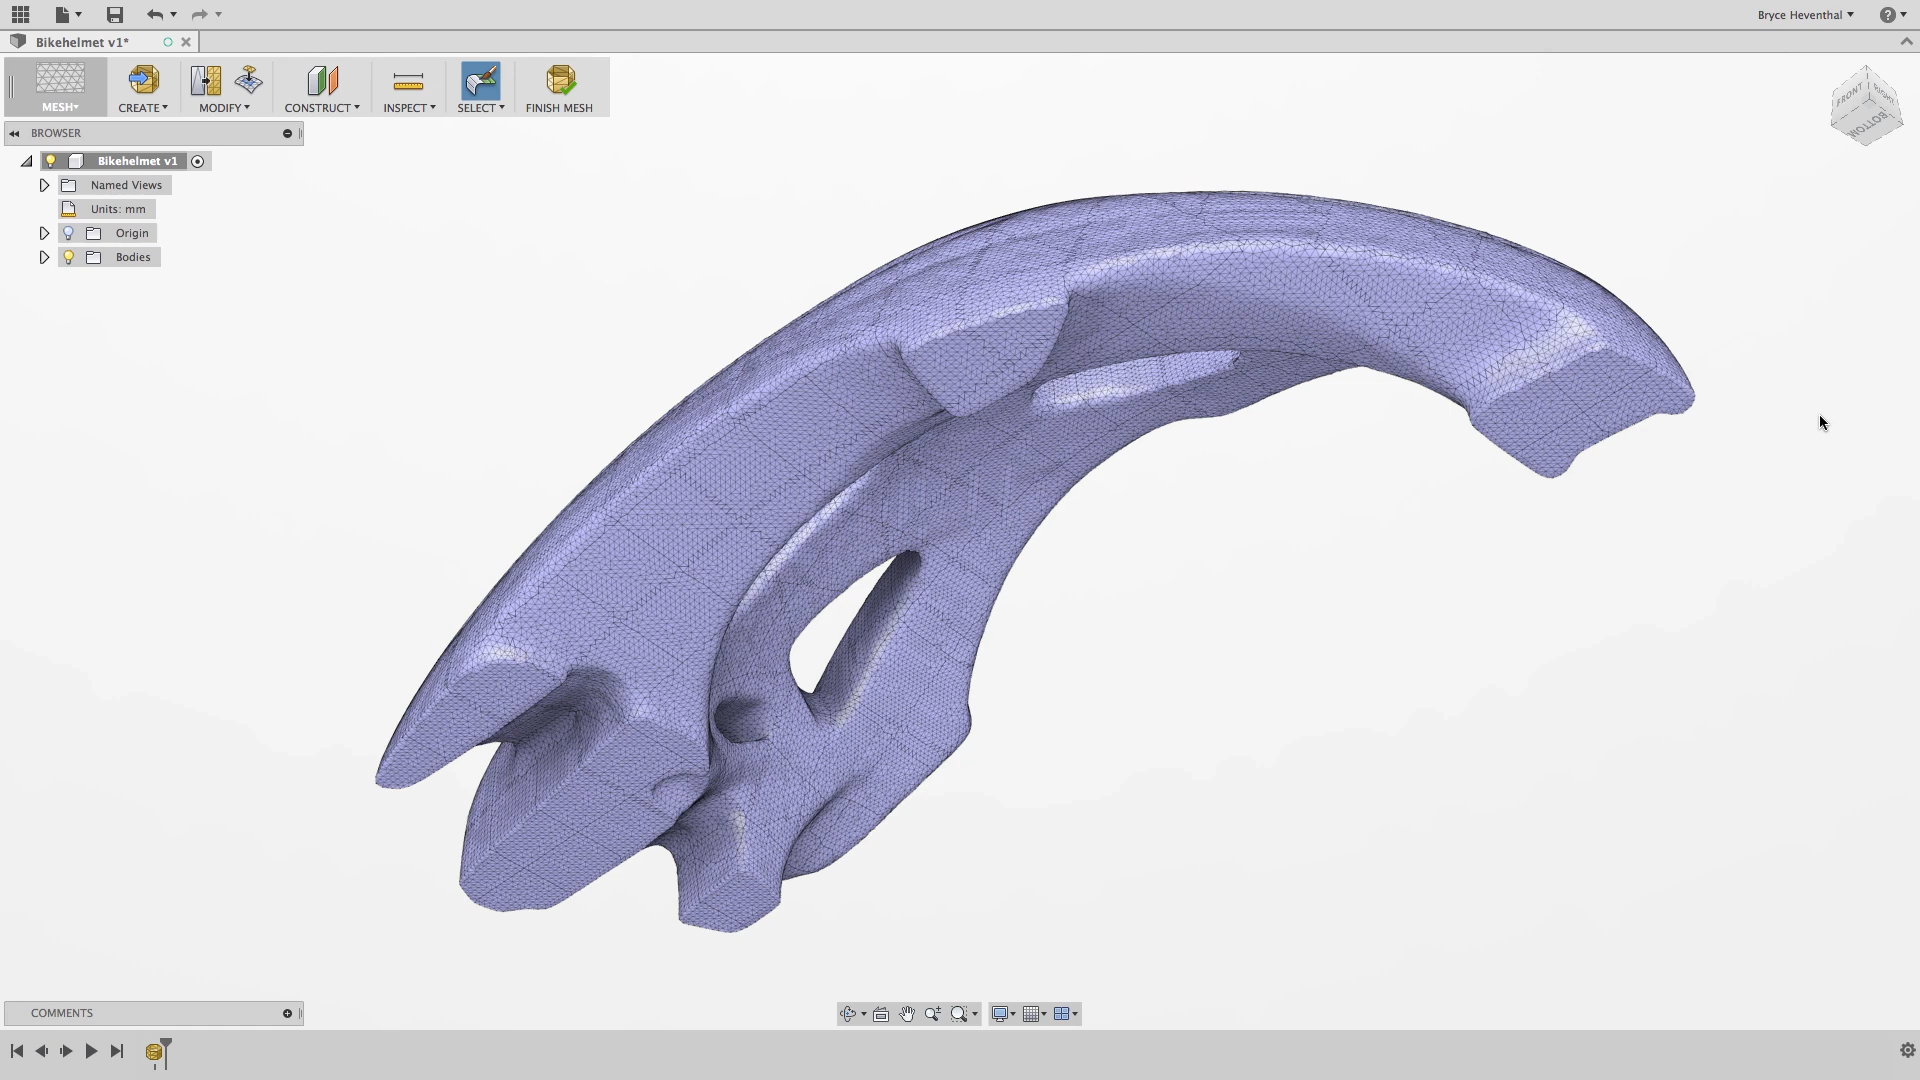 Bryce Heventhal
Bikehelmet v1*
MESH
CREATE
MODIFY
CONSTRUCT
INSPECT
SELECT
FINISH MESH
FRONT
RIGHT
BOTTOM
BROWSER
Bikehelmet v1
Named Views
Units: mm
Origin
Bodies
COMMENTS